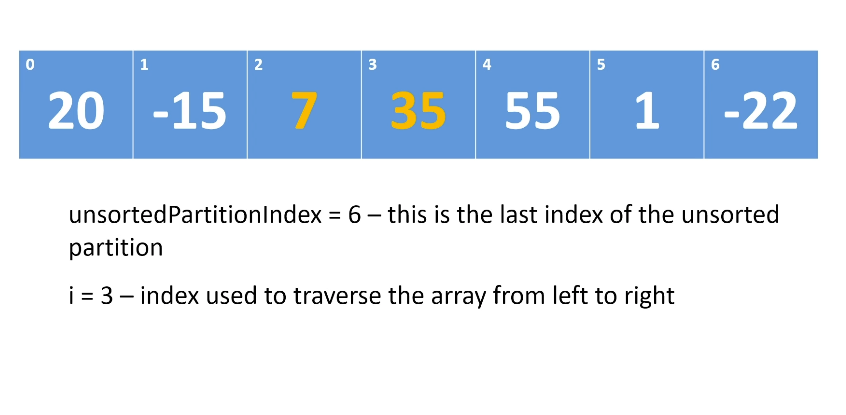 0 1 2 3 4 5 6
20 -15 7 35 55 1 -22
unsortedPartitionIndex = 6 – this is the last index of the unsorted
partition
i = 3 – index used to traverse the array from left to right